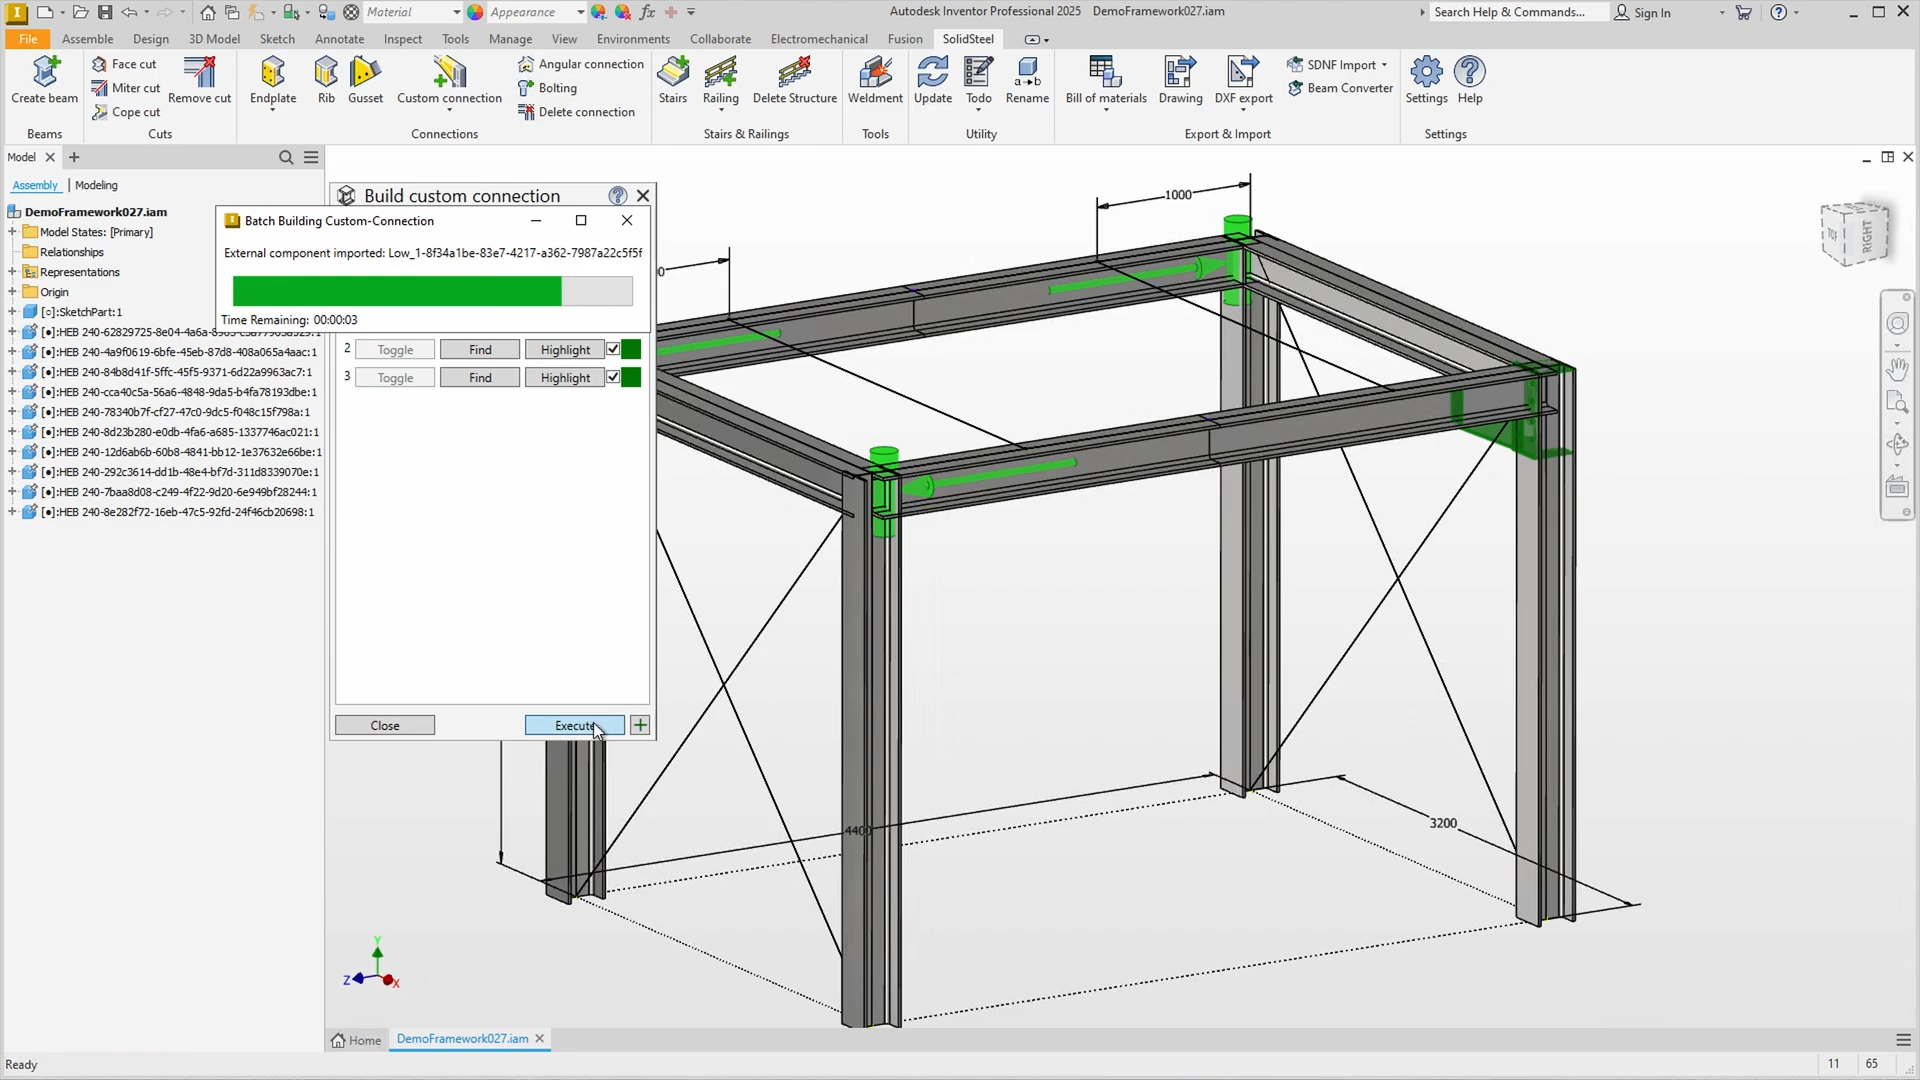 Material
Appearance
Autodesk Inventor Professional 2025 DemoFramework027.iam
Search Help & Commands...
Sign In
File
Assemble
Design
3D Model
Sketch
Annotate
Inspect
Tools
Manage
View
Environments
Collaborate
Electromechanical
Fusion
SolidSteel
Create beam
Face cut
Miter cut
Cope cut
Remove cut
Endplate
Rib
Gusset
Custom connection
Angular connection
Bolting
Delete connection
Stairs
Railing
Delete Structure
Weldment
Update
Todo
Rename
Bill of materials
Drawing
DXF export
SDNF Import
Beam Converter
Settings
Help
Beams
Cuts
Connections
Stairs & Railings
Tools
Utility
Export & Import
Settings
Model
Assembly
Modeling
DemoFramework027.iam
Model States: [Primary]
Relationships
Representations
Origin
SketchPart:1
[●]:HEB 240-4a9f0619-6bfe-45eb-87d8-408a065a4aac:1
[●]:HEB 240-84b8d41f-5ffc-45f5-9371-6d22a9963ac7:1
[●]:HEB 240-cca40c5a-56a6-4848-9da5-b4fa78193dbe:1
[●]:HEB 240-78340b7f-cf27-47c0-9dc5-f048c15f798a:1
[●]:HEB 240-8d23b280-e0db-4fa6-a685-1337746ac021:1
[●]:HEB 240-12d6ab6b-60b8-4841-bb12-1e37632e66be:1
[●]:HEB 240-292c3614-dd1b-48e4-bf7d-311d8339070e:1
[●]:HEB 240-7baa8d08-c249-4f22-9d20-6e949bf28244:1
[●]:HEB 240-8e282f72-16eb-47c5-92fd-24f46cb20698:1
Build custom connection
Batch Building Custom-Connection
External component imported: Low_1-8f34a1be-83e7-4217-a362-7987a22c5f5f
Time Remaining: 00:00:03
2 Toggle Find Highlight
3 Toggle Find Highlight
Close
Execute
1000
4400
3200
TOP
RIGHT
Y
Z
X
Home
DemoFramework027.iam
Ready
11
65